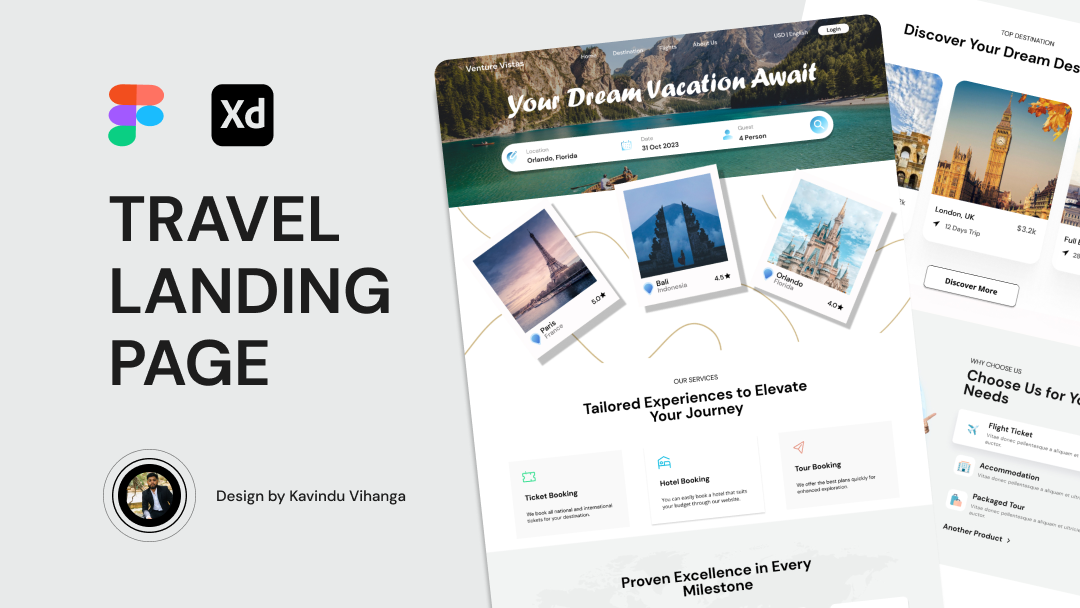 Xd
TRAVEL
LANDING
PAGE
Design by Kavindu Vihanga
Venture Vistas
Home
Destination
Flights
About Us
USD | English
Login
Your Dream Vacation Await
Location
Orlando, Florida
Date
31 Oct 2023
Guest
4 Person
Paris
France
5.0★
Bali
Indonesia
4.5★
Orlando
Florida
4.0★
OUR SERVICES
Tailored Experiences to Elevate
Your Journey
Ticket Booking
We book all national and international
tickets for your destination.
Hotel Booking
You can easily book a hotel that suits
your budget through our website.
Tour Booking
We offer the best plans quickly for
enhanced exploration.
Proven Excellence in Every
Milestone
TOP DESTINATION
Discover Your Dream Des
London, UK
$3.2k
12 Days Trip
Full E
28
Discover More
WHY CHOOSE US
Choose Us for Yo
Needs
Flight Ticket
Vitae donec pellentesque a aliquam et ultri
auctor.
Accommodation
Vitae donec pellentesque a aliquam et ultri
Packaged Tour
Vitae donec pellentesque a aliquam et ultricie
auctor.
Another Product >